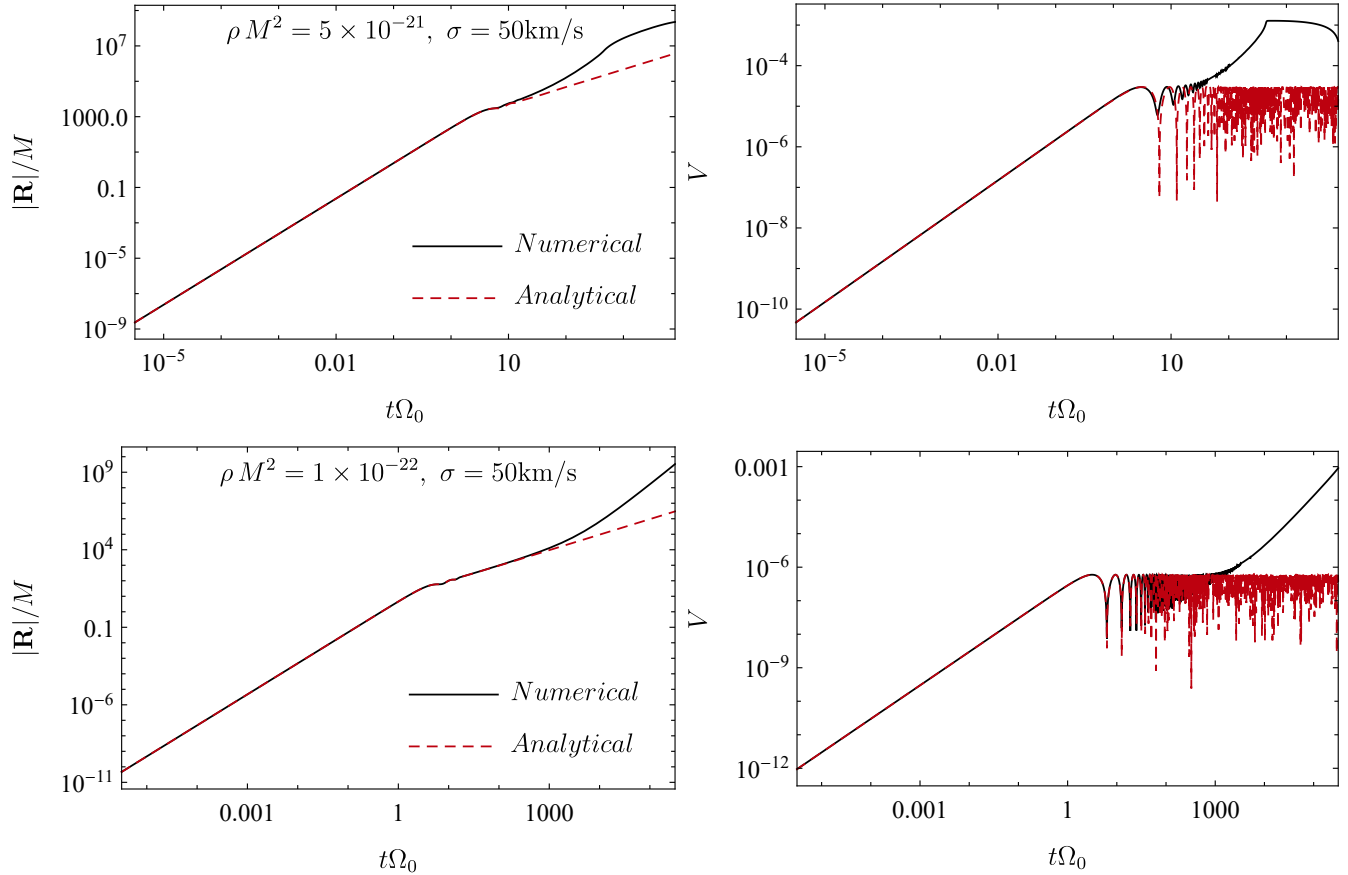 ρ M² = 5 × 10⁻²¹, σ = 50km/s
10⁷
1000.0
0.1
10⁻⁵
10⁻⁹
|R|/M
Numerical
Analytical
10⁻⁵
0.01
10
tΩ₀
10⁻⁴
10⁻⁶
10⁻⁸
10⁻¹⁰
V
10⁻⁵
0.01
10
tΩ₀
ρ M² = 1 × 10⁻²², σ = 50km/s
10⁹
10⁴
0.1
10⁻⁶
10⁻¹¹
|R|/M
Numerical
Analytical
0.001
1
1000
tΩ₀
0.001
10⁻⁶
10⁻⁹
10⁻¹²
V
0.001
1
1000
tΩ₀